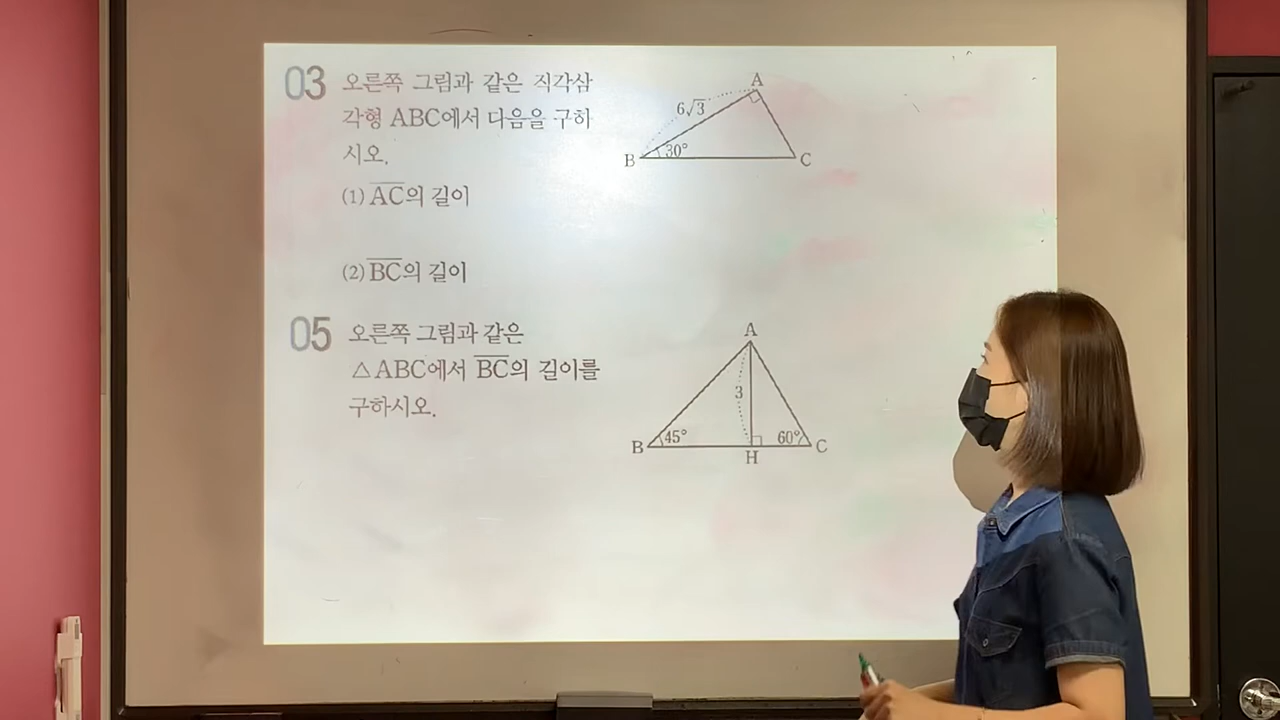 03 오른쪽 그림과 같은 직각삼
각형 ABC에서 다음을 구하
시오.
(1) AC의 길이
(2) BC의 길이
A
6√3
B
30°
C
05 오른쪽 그림과 같은
△ABC에서 BC의 길이를
구하시오.
A
3
B
45°
60°
C
H